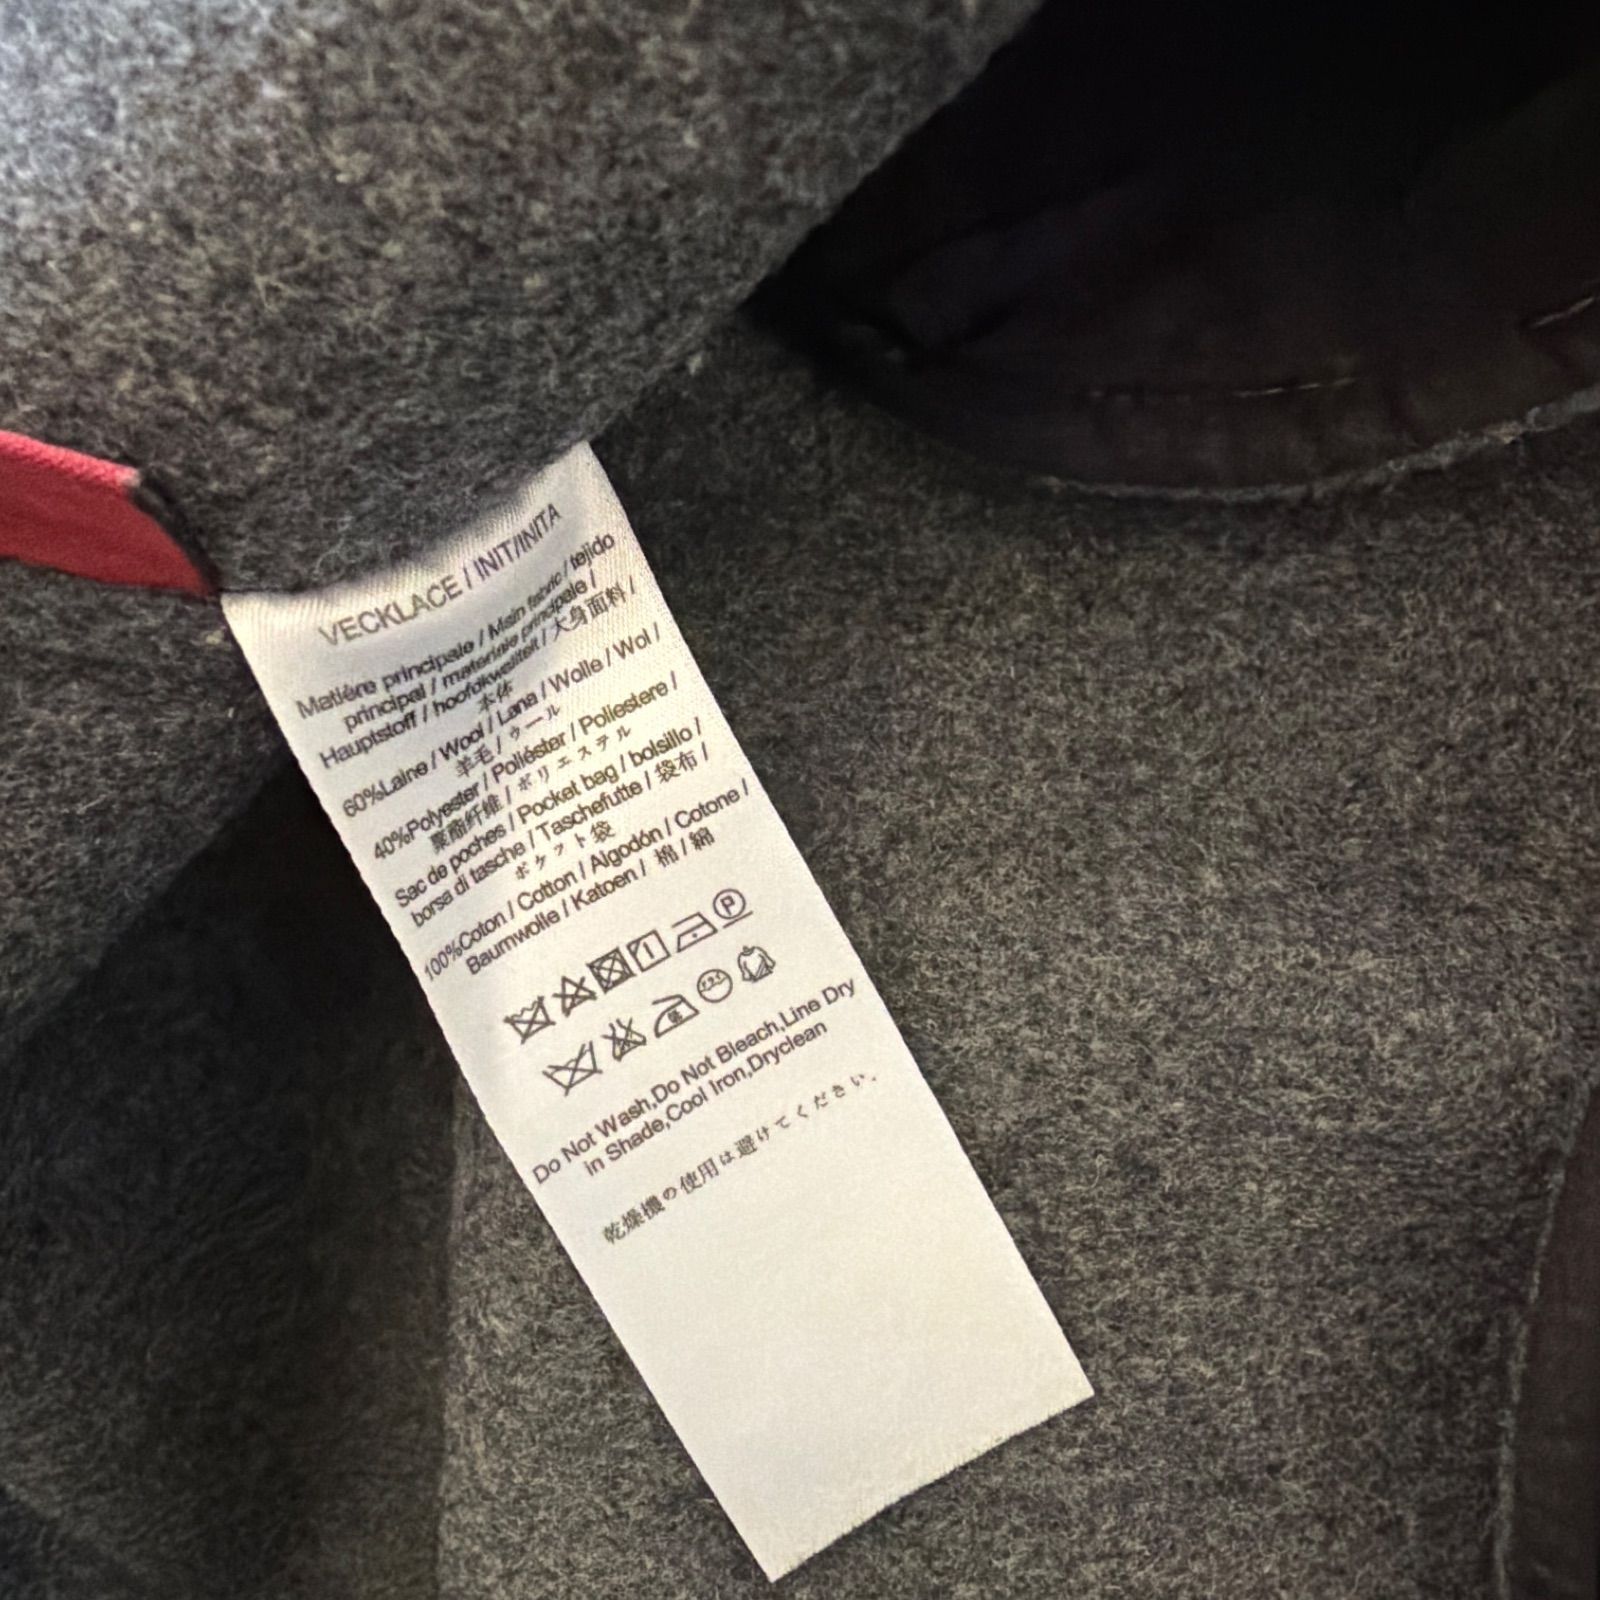 VECKLACE / INIT/INITA
Matière principale / Main fabric / tejido
principal / materiale principale /
Hauptstoff / hoofdkwaliteit / 大身面料 /
本体
60%Laine / Wool / Lana / Wolle / Wol /
羊毛 / ウール
40%Polyester / Poliéster / Poliestere /
聚酯纤维 / ポリエステル
Sac de poches / Pocket bag / bolsillo /
borsa di tasche / Taschefutte / 袋布 /
ポケット袋
100%Coton / Cotton / Algodón / Cotone /
Baumwolle / Katoen / 棉 / 綿
P
Do Not Wash,Do Not Bleach,Line Dry
in Shade,Cool Iron,Dryclean
乾燥機の使用は避けてください.